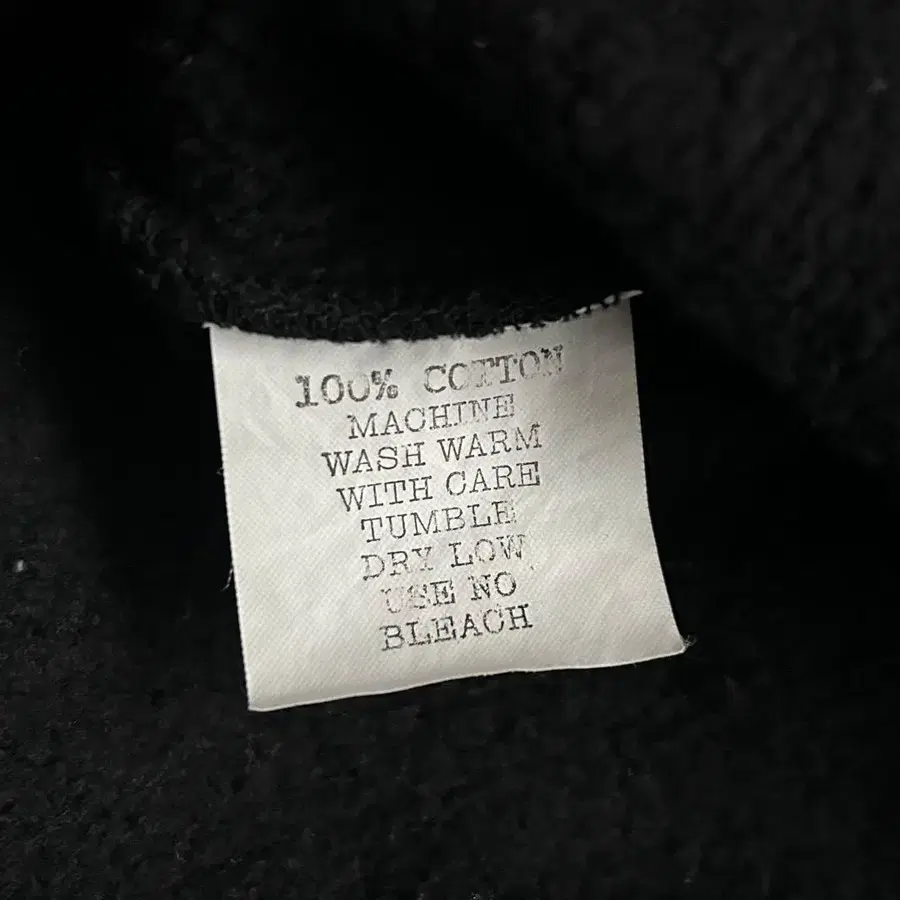 100% COTTON
MACHINE
WASH WARM
WITH CARE
TUMBLE
DRY LOW
USE NO
BLEACH